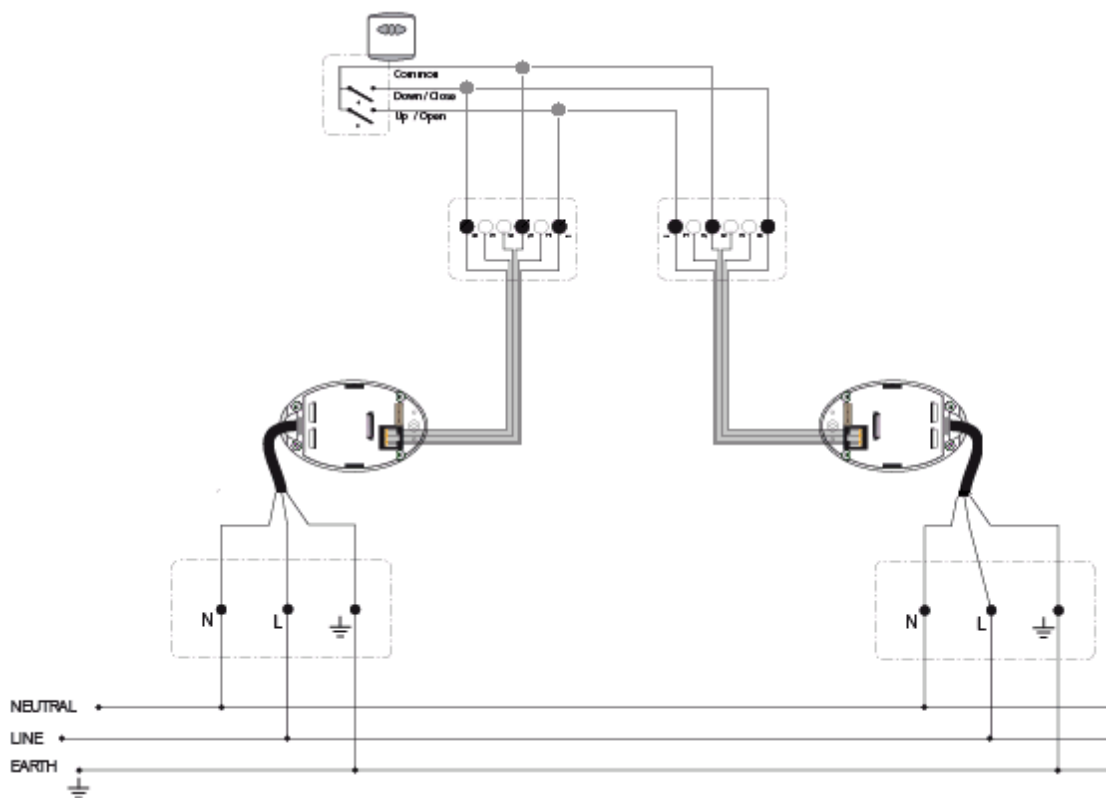 Common
Down / Close
Up / Open
N
L
N
L
NEUTRAL
LINE
EARTH